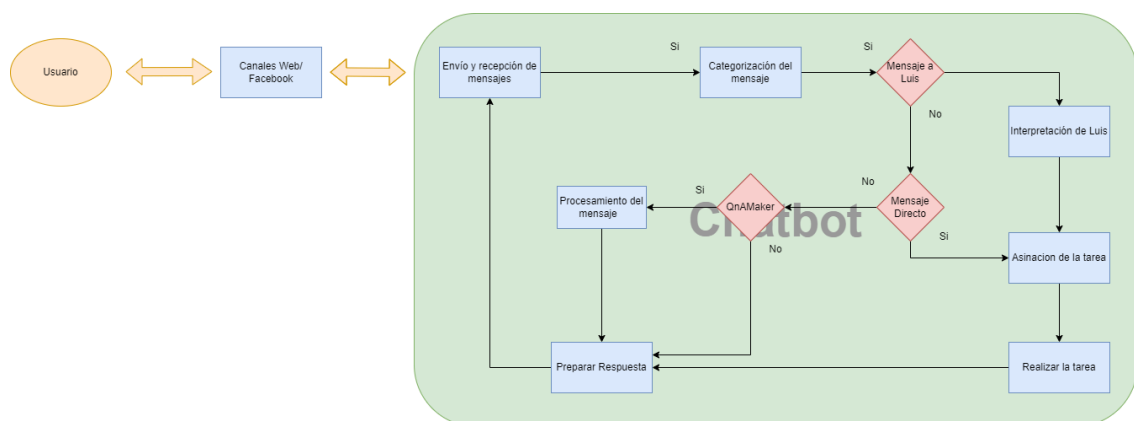 Usuario
Canales Web/
Facebook
Envío y recepción de
mensajes
Si
Categorización del
mensaje
Si
Mensaje a
Luis
No
Interpretación de Luis
Procesamiento del
mensaje
Si
QnAMaker
No
Mensaje
Directo
Chatbot
No
Si
Asinacion de la tarea
Preparar Respuesta
Realizar la tarea